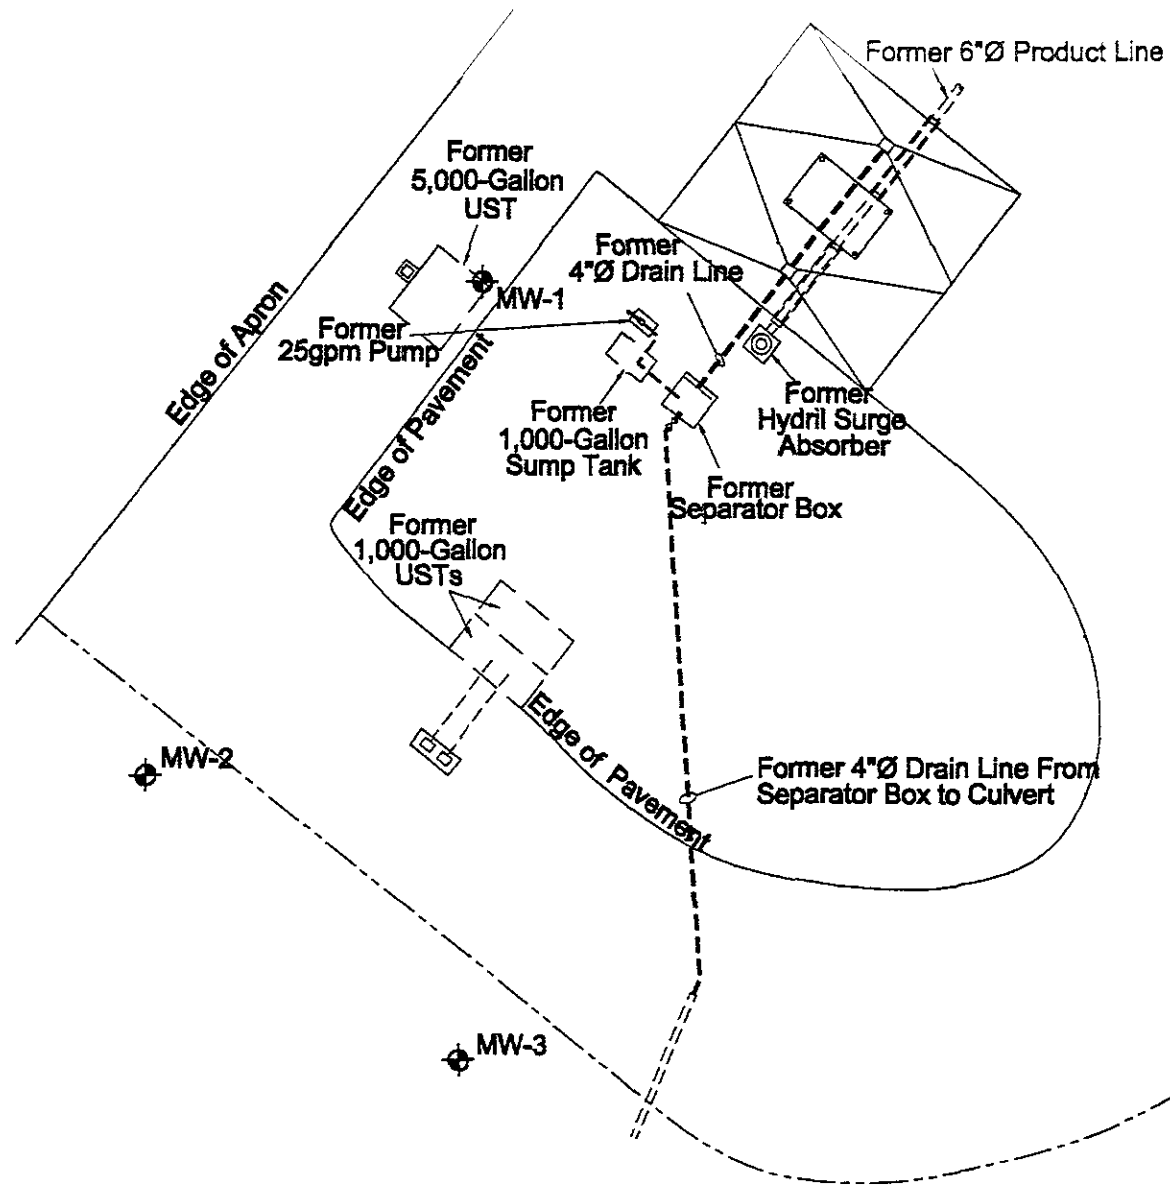 Former 6"Ø Product Line
Former
5,000-Gallon
UST
Former
4"Ø Drain Line
MW-1
Former
25gpm Pump
Edge of Apron
Edge of Pavement
Former
1,000-Gallon
Sump Tank
Former
Hydril Surge
Absorber
Former
Separator Box
Former
1,000-Gallon
USTs
Edge of Pavement
MW-2
Former 4"Ø Drain Line From
Separator Box to Culvert
MW-3